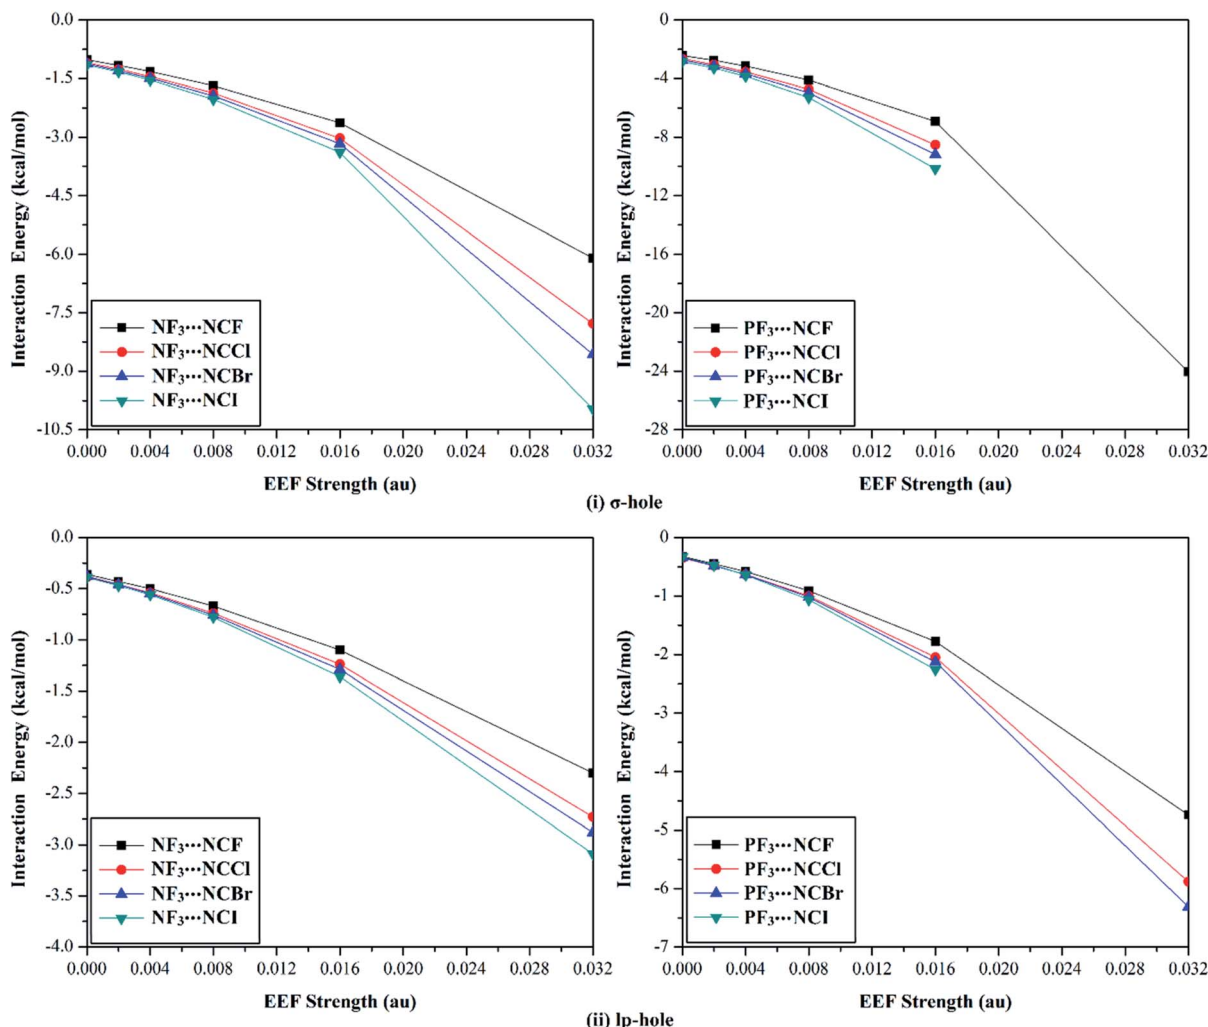 0.0
-1.5
-3.0
-4.5
-6.0
-7.5
-9.0
-10.5
Interaction Energy (kcal/mol)
NF₃···NCF
NF₃···NCCl
NF₃···NCBr
NF₃···NCI
0.000 0.004 0.008 0.012 0.016 0.020 0.024 0.028 0.032
EEF Strength (au)
0
-4
-8
-12
-16
-20
-24
-28
Interaction Energy (kcal/mol)
PF₃···NCF
PF₃···NCCl
PF₃···NCBr
PF₃···NCI
0.000 0.004 0.008 0.012 0.016 0.020 0.024 0.028 0.032
EEF Strength (au)
(i) σ-hole
0.0
-0.5
-1.0
-1.5
-2.0
-2.5
-3.0
-3.5
-4.0
Interaction Energy (kcal/mol)
NF₃···NCF
NF₃···NCCl
NF₃···NCBr
NF₃···NCI
0.000 0.004 0.008 0.012 0.016 0.020 0.024 0.028 0.032
EEF Strength (au)
0
-1
-2
-3
-4
-5
-6
-7
Interaction Energy (kcal/mol)
PF₃···NCF
PF₃···NCCl
PF₃···NCBr
PF₃···NCI
0.000 0.004 0.008 0.012 0.016 0.020 0.024 0.028 0.032
EEF Strength (au)
(ii) lp-hole